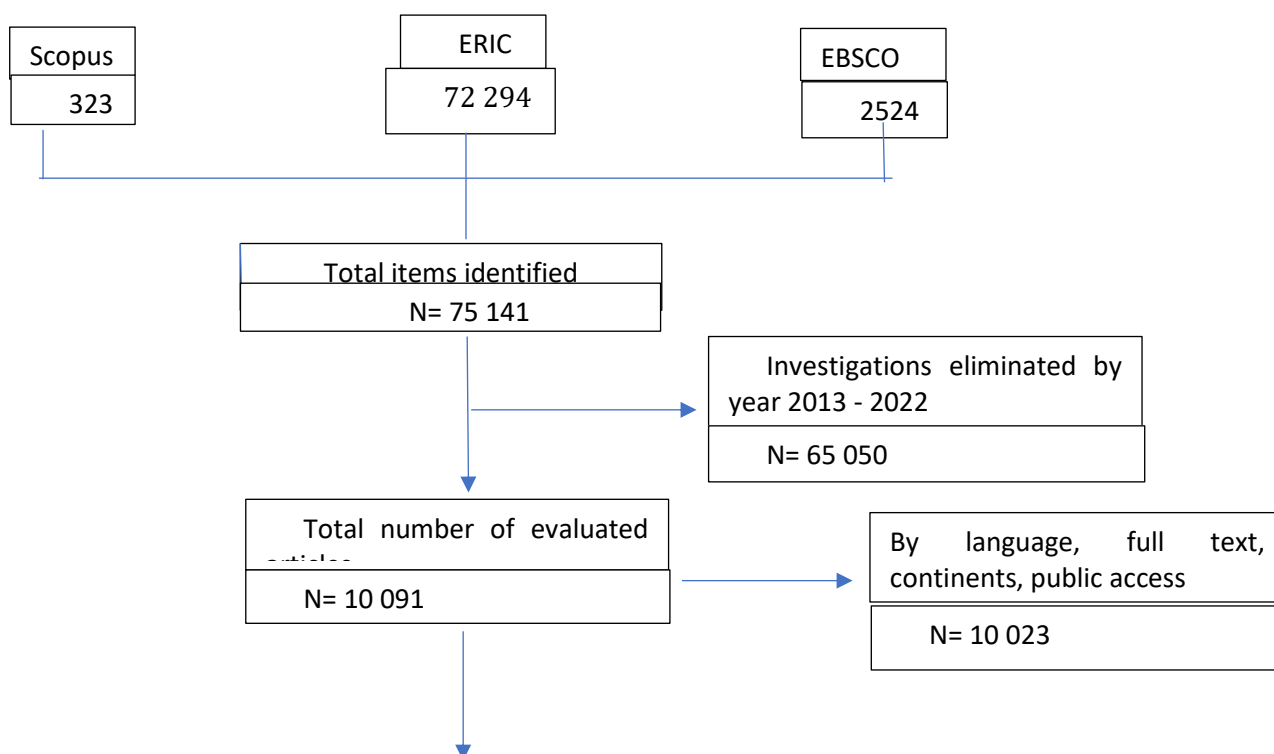 Scopus
323
ERIC
72 294
EBSCO
2524
Total items identified
N= 75 141
Investigations eliminated by
year 2013 - 2022
N= 65 050
Total number of evaluated
N= 10 091
By language, full text,
continents, public access
N= 10 023